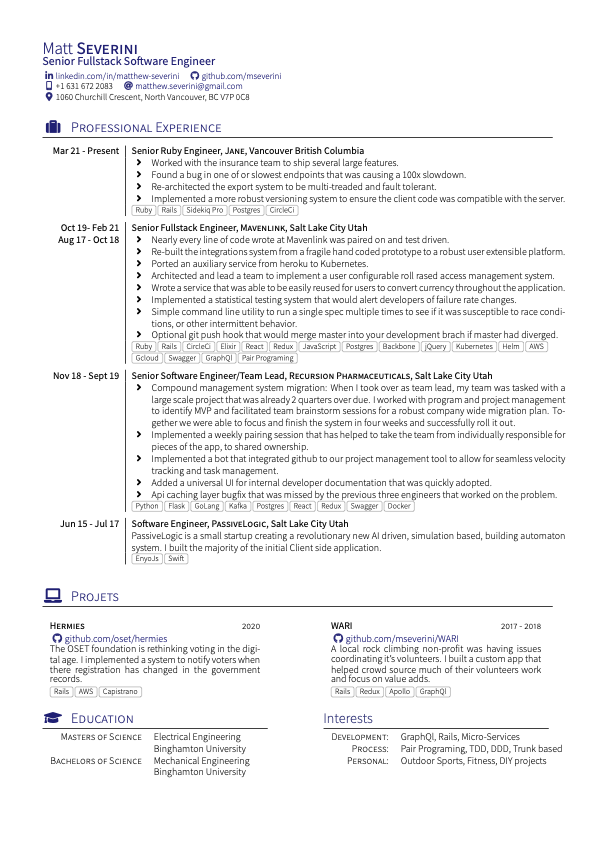 Matt SEVERINI
Senior Fullstack Software Engineer
linkedin.com/in/matthew-severini github.com/mseverini
+1 631 672 2083 matthew.severini@gmail.com
1060 Churchill Crescent, North Vancouver, BC V7P 0C8
PROFESSIONAL EXPERIENCE
Mar 21 - Present Senior Ruby Engineer, JANE, Vancouver British Columbia
Worked with the insurance team to ship several large features.
Found a bug in one of or slowest endpoints that was causing a 100x slowdown.
Re-architected the export system to be multi-treaded and fault tolerant.
Implemented a more robust versioning system to ensure the client code was compatible with the server.
Ruby Rails Sidekiq Pro Postgres CircleCi
Oct 19- Feb 21 Senior Fullstack Engineer, MAVENLINK, Salt Lake City Utah
Aug 17 - Oct 18 Nearly every line of code wrote at Mavenlink was paired on and test driven.
Re-built the integrations system from a fragile hand coded prototype to a robust user extensible platform.
Ported an auxiliary service from heroku to Kubernetes.
Architected and lead a team to implement a user configurable roll rased access management system.
Wrote a service that was able to be easily reused for users to convert currency throughout the application.
Implemented a statistical testing system that would alert developers of failure rate changes.
Simple command line utility to run a single spec multiple times to see if it was susceptible to race condi-
tions, or other intermittent behavior.
Optional git push hook that would merge master into your development brach if master had diverged.
Ruby Rails CircleCi Elixir React Redux JavaScript Postgres Backbone jQuery Kubernetes Helm AWS
Gcloud Swagger GraphQl Pair Programing
Nov 18 - Sept 19 Senior Software Engineer/Team Lead, RECURSION PHARMACEUTICALS, Salt Lake City Utah
Compound management system migration: When I took over as team lead, my team was tasked with a
large scale project that was already 2 quarters over due. I worked with program and project management
to identify MVP and facilitated team brainstorm sessions for a robust company wide migration plan. To-
gether we were able to focus and finish the system in four weeks and successfully roll it out.
Implemented a weekly pairing session that has helped to take the team from individually responsible for
pieces of the app, to shared ownership.
Implemented a bot that integrated github to our project management tool to allow for seamless velocity
tracking and task management.
Added a universal UI for internal developer documentation that was quickly adopted.
Api caching layer bugfix that was missed by the previous three engineers that worked on the problem.
Python Flask GoLang Kafka Postgres React Redux Swagger Docker
Jun 15 - Jul 17 Software Engineer, PASSIVELOGIC, Salt Lake City Utah
PassiveLogic is a small startup creating a revolutionary new AI driven, simulation based, building automaton
system. I built the majority of the initial Client side application.
EnyoJs Swift
PROJETS
HERMIES 2020
github.com/oset/hermies
The OSET foundation is rethinking voting in the digi-
tal age. I implemented a system to notify voters when
there registration has changed in the government
records.
Rails AWS Capistrano
WARI 2017 - 2018
github.com/mseverini/WARI
A local rock climbing non-profit was having issues
coordinating it's volunteers. I built a custom app that
helped crowd source much of their volunteers work
and focus on value adds.
Rails Redux Apollo GraphQl
EDUCATION
MASTERS OF SCIENCE Electrical Engineering
Binghamton University
BACHELORS OF SCIENCE Mechanical Engineering
Binghamton University
Interests
DEVELOPMENT: GraphQl, Rails, Micro-Services
PROCESS: Pair Programing, TDD, DDD, Trunk based
PERSONAL: Outdoor Sports, Fitness, DIY projects